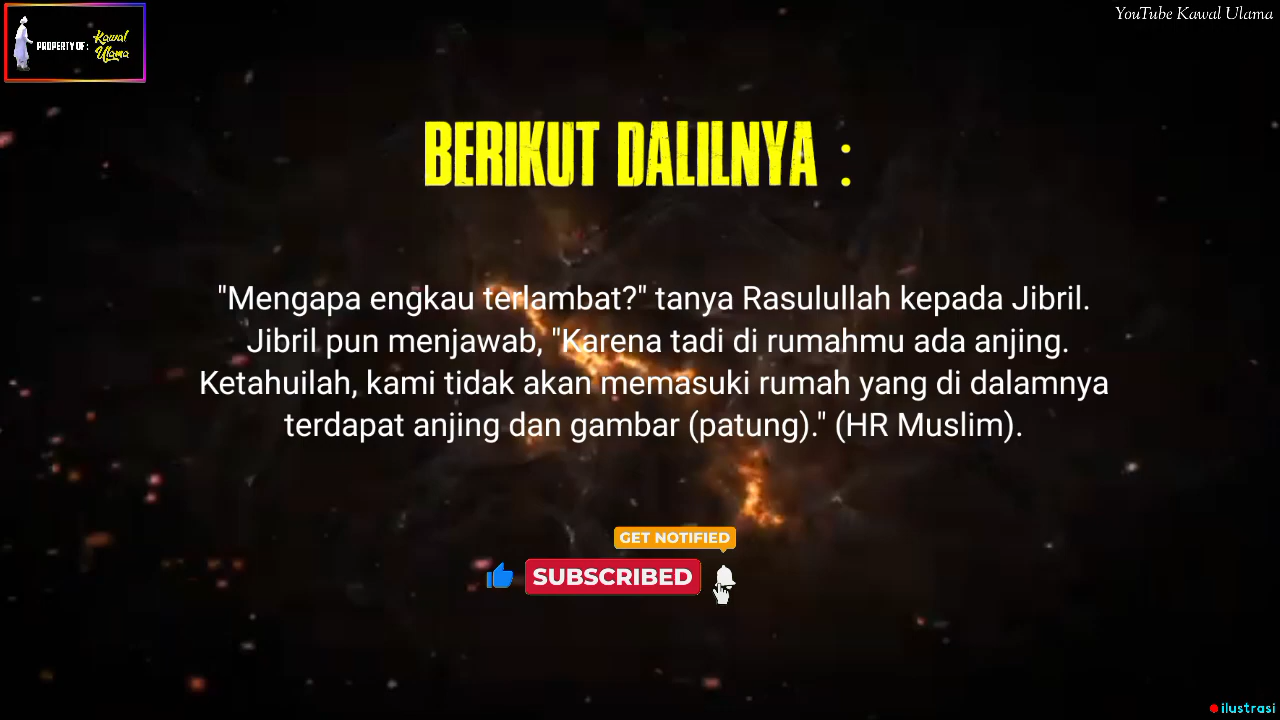 PROPERTY OF : Kawal
Ulama
YouTube Kawal Ulama
BERIKUT DALILNYA :
"Mengapa engkau terlambat?" tanya Rasulullah kepada Jibril.
Jibril pun menjawab, "Karena tadi di rumahmu ada anjing.
Ketahuilah, kami tidak akan memasuki rumah yang di dalamnya
terdapat anjing dan gambar (patung)." (HR Muslim).
GET NOTIFIED
SUBSCRIBED
ilustrasi